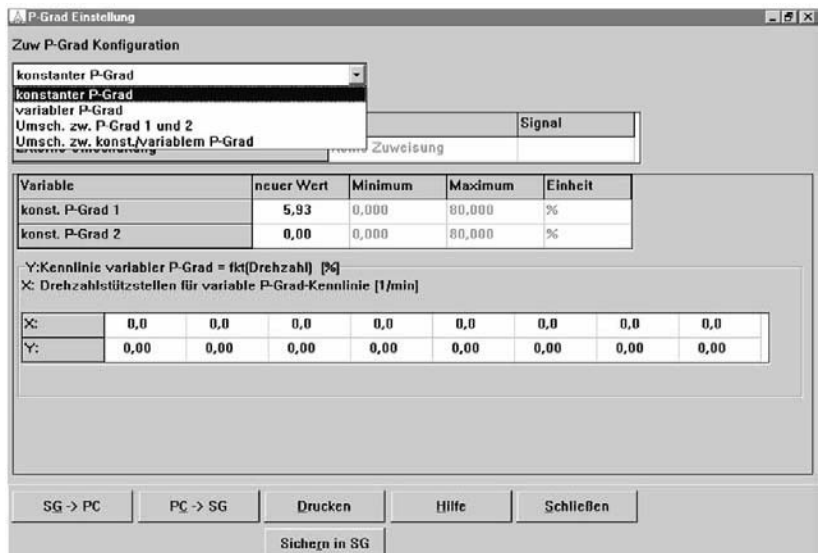 P-Grad Einstellung
Zuw P-Grad Konfiguration
konstanter P-Grad
konstanter P-Grad
variabler P-Grad
Umsch. zw. P-Grad 1 und 2
Umsch. zw. konst./variablem P-Grad
Signal
Zuweisung
Variable neuer Wert Minimum Maximum Einheit
konst. P-Grad 1 5,93 0,000 80,000 %
konst. P-Grad 2 0,00 0,000 80,000 %
Y:Kennlinie variabler P-Grad = fkt(Drehzahl) [%]
X: Drehzahlstützstellen für variable P-Grad-Kennlinie [1/min]
X: 0,0 0,0 0,0 0,0 0,0 0,0 0,0 0,0
Y: 0,00 0,00 0,00 0,00 0,00 0,00 0,00 0,00
SG -> PC PC -> SG Drucken Hilfe Schließen
Sichern in SG